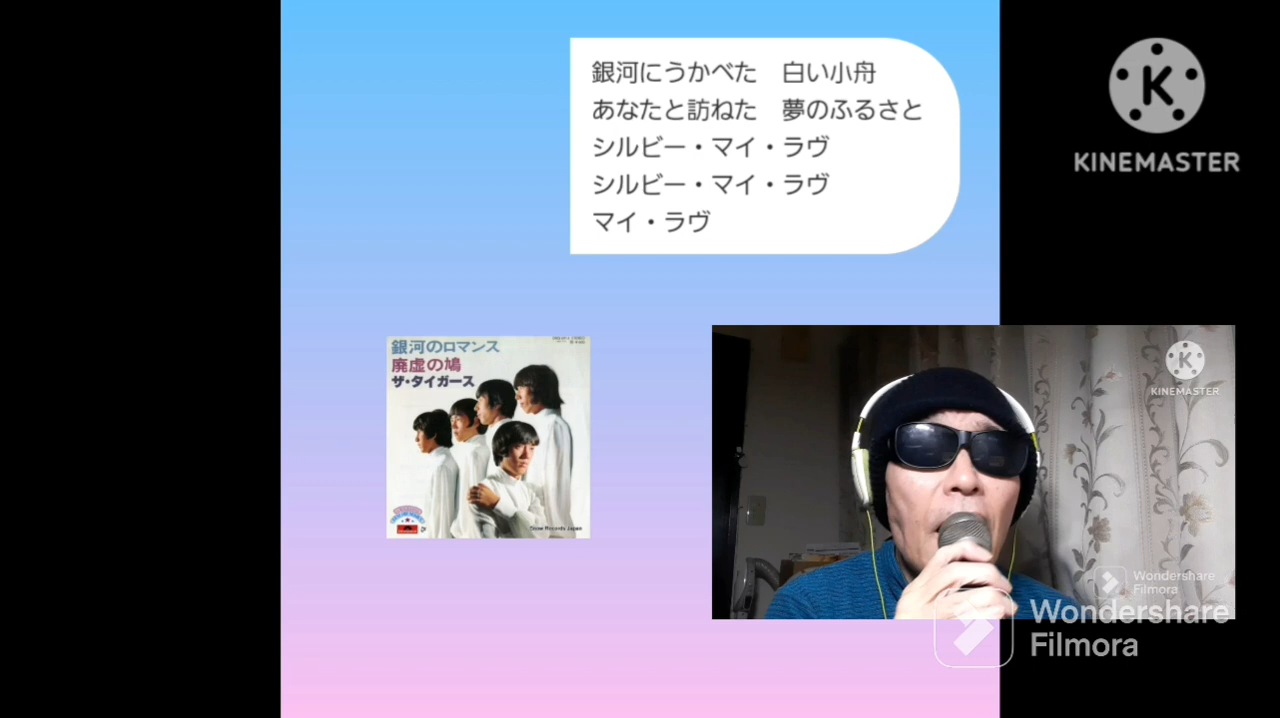 銀河にうかべた　白い小舟
あなたと訪ねた　夢のふるさと
シルビー・マイ・ラヴ
シルビー・マイ・ラヴ
マイ・ラヴ
K
KINEMASTER
銀河のロマンス
廃虚の鳩
ザ・タイガース
Snow Records Japan
K
KINEMASTER
Wondershare
Filmora
Wondershare
Filmora